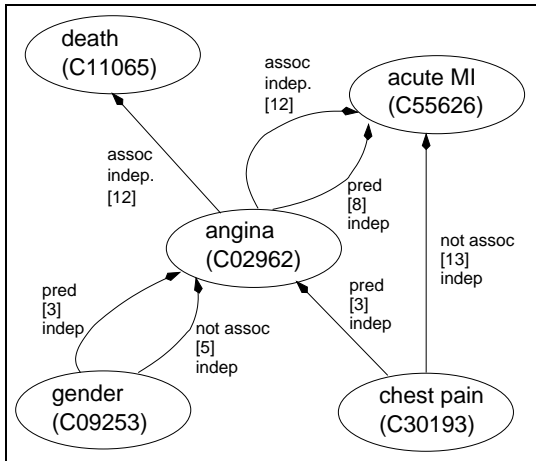 death
(C11065)
assoc
indep.
[12]
acute MI
(C55626)
assoc
indep.
[12]
pred
[8]
indep
not assoc
[13]
indep
angina
(C02962)
pred
[3]
indep
not assoc
[5]
indep
pred
[3]
indep
gender
(C09253)
chest pain
(C30193)